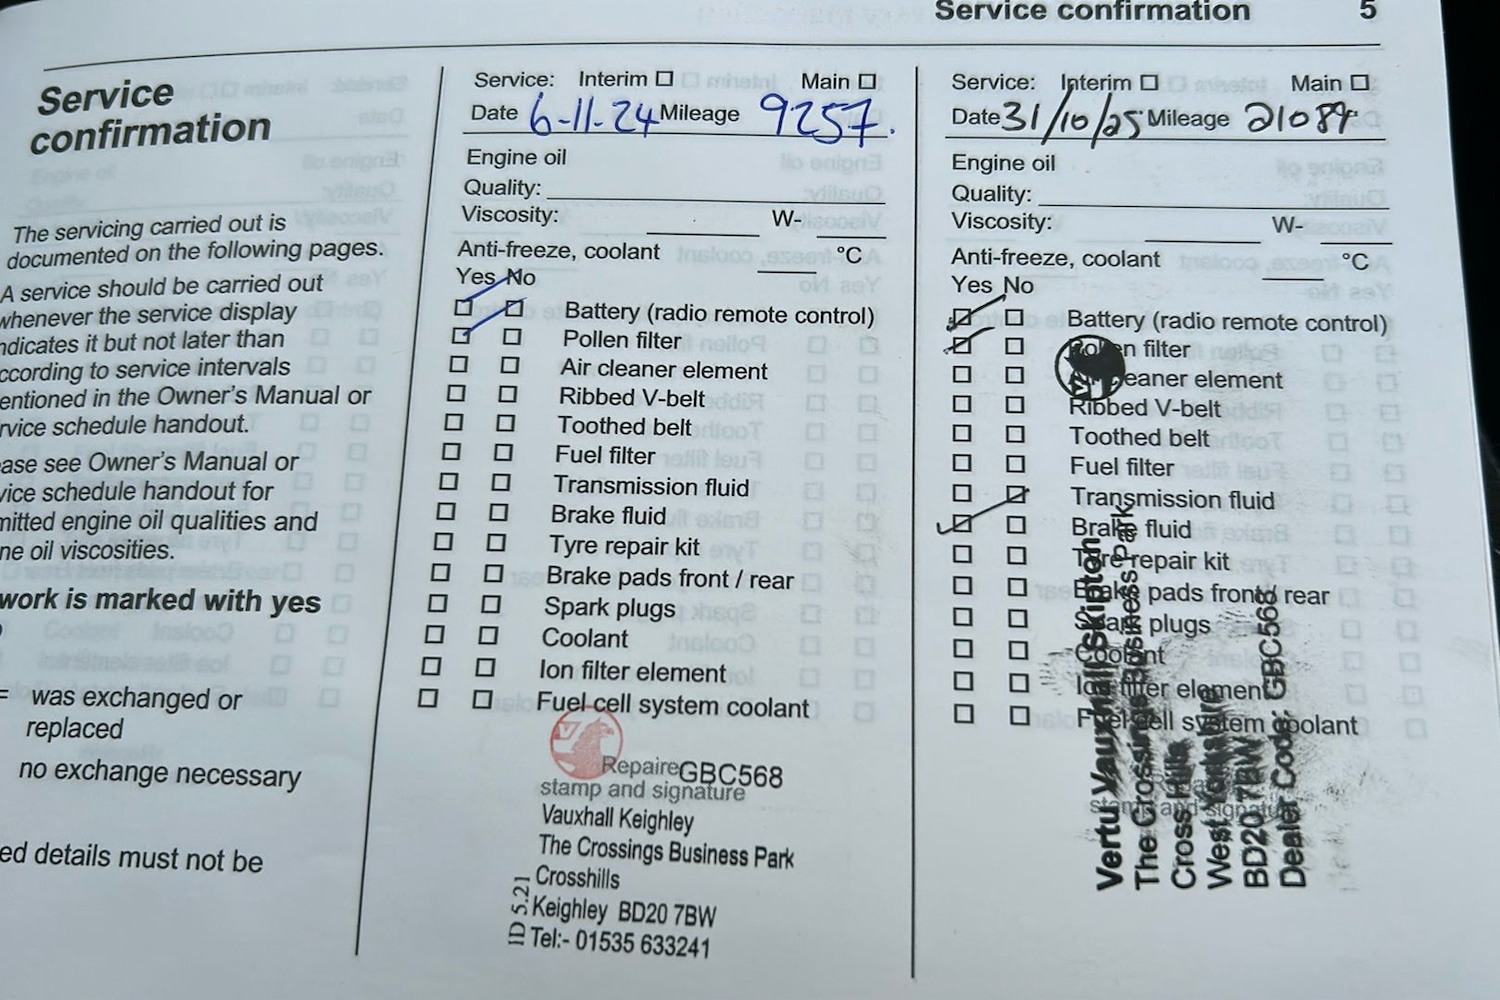 Service confirmation 5
Service
confirmation
The servicing carried out is
documented on the following pages.
A service should be carried out
whenever the service display
ndicates it but not later than
ccording to service intervals
entioned in the Owner's Manual or
rvice schedule handout.
ase see Owner's Manual or
vice schedule handout for
mitted engine oil qualities and
ne oil viscosities.
work is marked with yes
= was exchanged or
replaced
no exchange necessary
ed details must not be
Service: Interim Main
Date 6-11-24 Mileage 9257.
Engine oil
Quality:
Viscosity: W-
Anti-freeze, coolant °C
Yes No
Battery (radio remote control)
Pollen filter
Air cleaner element
Ribbed V-belt
Toothed belt
Fuel filter
Transmission fluid
Brake fluid
Tyre repair kit
Brake pads front / rear
Spark plugs
Coolant
Ion filter element
Fuel cell system coolant
Repaire GBC568
stamp and signature
Vauxhall Keighley
The Crossings Business Park
Crosshills
Keighley BD20 7BW
Tel:- 01535 633241
ID 5.21
Service: Interim Main
Date 31/10/25 Mileage 21084
Engine oil
Quality:
Viscosity: W-
Anti-freeze, coolant °C
Yes No
Battery (radio remote control)
Pollen filter
eaner element
Ribbed V-belt
Toothed belt
Fuel filter
Transmission fluid
Brake fluid
Tyre repair kit
Brake pads front / rear
Spark plugs
Coolant
Ion filter element
Fuel cell system coolant
stamp and signature
Vertu Vauxhall Skipton
The Crossings Business Park
Cross Hills
West Yorkshire
BD20 7BW
Dealer Code: GBC568